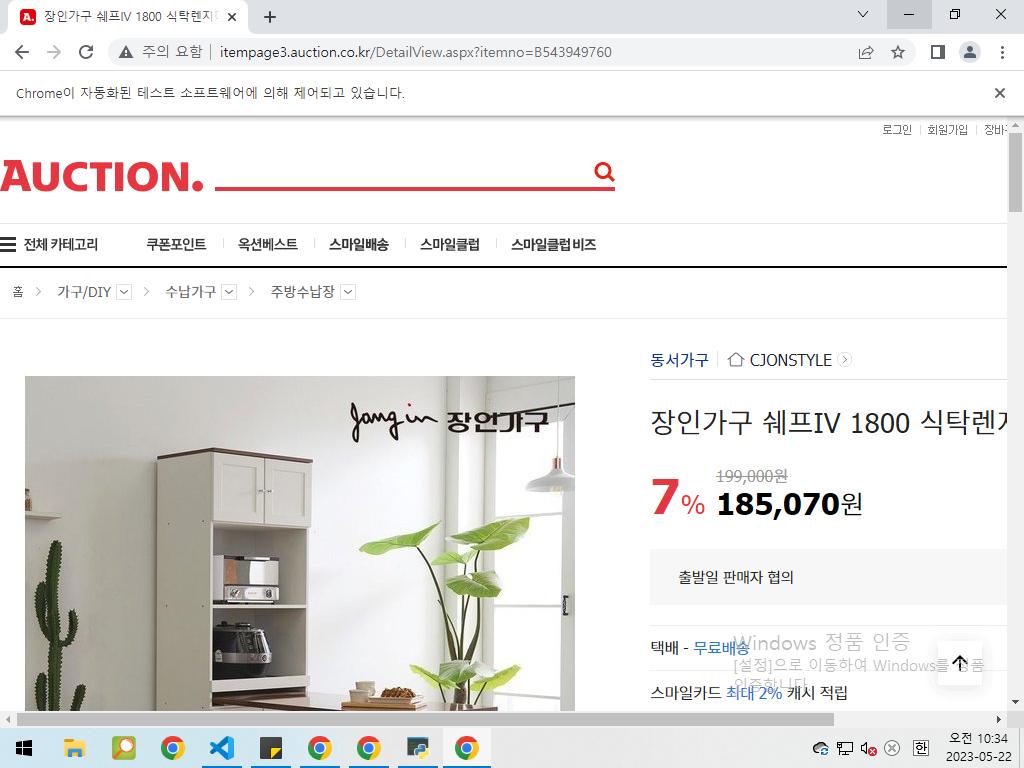 장인가구 쉐프IV 1800 식탁렌지
주의 요함
itempage3.auction.co.kr/DetailView.aspx?itemno=B543949760
Chrome이 자동화된 테스트 소프트웨어에 의해 제어되고 있습니다.
로그인 회원가입 장바
AUCTION.
전체 카테고리 쿠폰포인트 옥션베스트 스마일배송 스마일클럽 스마일클럽 비즈
홈 가구/DIY 수납가구 주방수납장
동서가구 CJONSTYLE
Jangin 장인가구
장인가구 쉐프IV 1800 식탁렌지
199,000원
7% 185,070원
출발일 판매자 협의
택배 - 무료배송
Windows 정품 인증
[설정]으로 이동하여 Windows를 정품
인증합니다.
스마일카드 최대 2% 캐시 적립
한
오전 10:34
2023-05-22